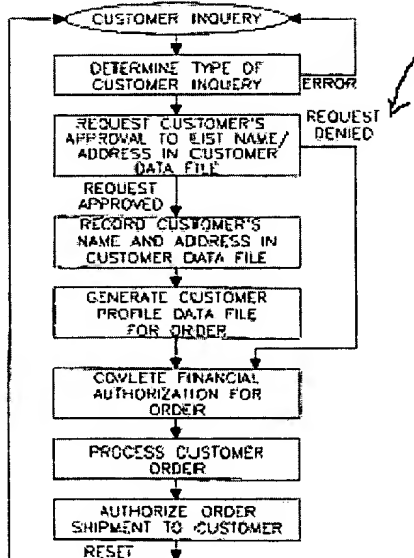 CUSTOMER INQUERY
DETERMINE TYPE OF
CUSTOMER INQUERY
ERROR
REQUEST CUSTOMER'S
APPROVAL TO LIST NAME/
ADDRESS IN CUSTOMER
DATA FILE
REQUEST
DENIED
REQUEST
APPROVED
RECORD CUSTOMER'S
NAME AND ADDRESS IN
CUSTOMER DATA FILE
GENERATE CUSTOMER
PROFILE DATA FILE
FOR ORDER
COMLETE FINANCIAL
AUTHORIZATION FOR
ORDER
PROCESS CUSTOMER
ORDER
AUTHORIZE ORDER
SHIPMENT TO CUSTOMER
RESET